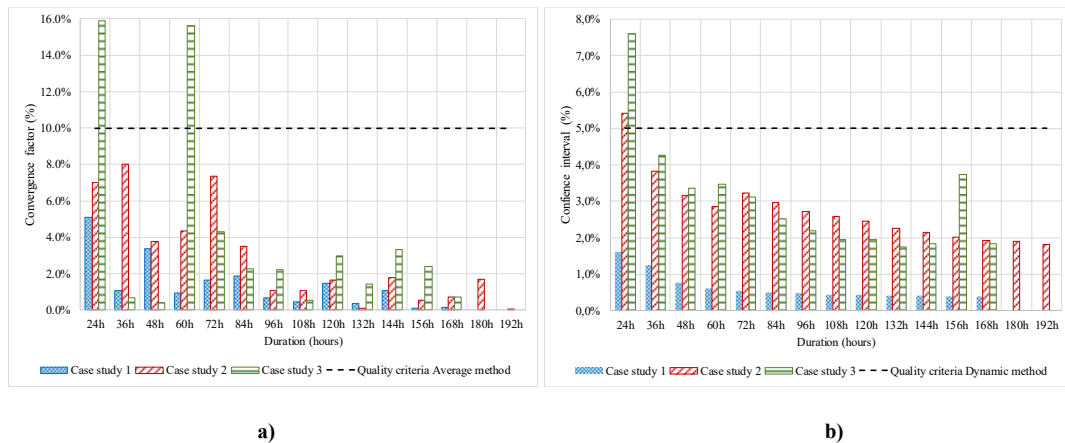 16.0%
14.0%
12.0%
10.0%
8.0%
6.0%
4.0%
2.0%
0.0%
Convergence factor (%)
24h 36h 48h 60h 72h 84h 96h 108h 120h 132h 144h 156h 168h 180h 192h
Duration (hours)
Case study 1 Case study 2 Case study 3 Quality criteria Average method
a)
8,0%
7,0%
6,0%
5,0%
4,0%
3,0%
2,0%
1,0%
0,0%
Confience interval (%)
24h 36h 48h 60h 72h 84h 96h 108h 120h 132h 144h 156h 168h 180h 192h
Duration (hours)
Case study 1 Case study 2 Case study 3 Quality criteria Dynamic method
b)